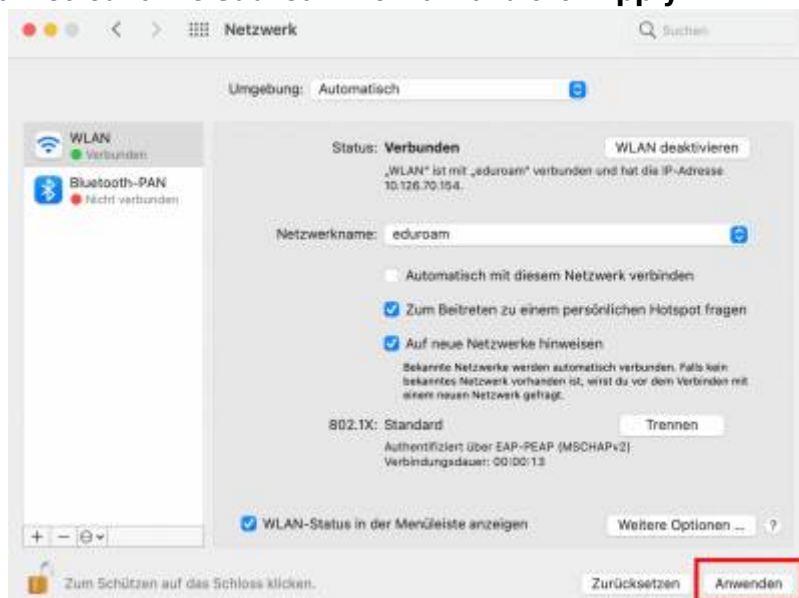 Netzwerk
Suchen
Umgebung: Automatisch
WLAN
Verbunden
Bluetooth-PAN
Nicht verbunden
Status: Verbunden
WLAN deaktivieren
„WLAN“ ist mit „eduroam“ verbunden und hat die IP-Adresse
10.126.70.154.
Netzwerkname: eduroam
Automatisch mit diesem Netzwerk verbinden
Zum Beitreten zu einem persönlichen Hotspot fragen
Auf neue Netzwerke hinweisen
Bekannte Netzwerke werden automatisch verbunden. Falls kein
bekanntes Netzwerk vorhanden ist, wirst du vor dem Verbinden mit
einem neuen Netzwerk gefragt.
802.1X: Standard
Trennen
Authentifiziert über EAP-PEAP (MSCHAPv2)
Verbindungsdauer: 00:00:13
WLAN-Status in der Menüleiste anzeigen
Weitere Optionen ...
?
Zum Schützen auf das Schloss klicken.
Zurücksetzen
Anwenden